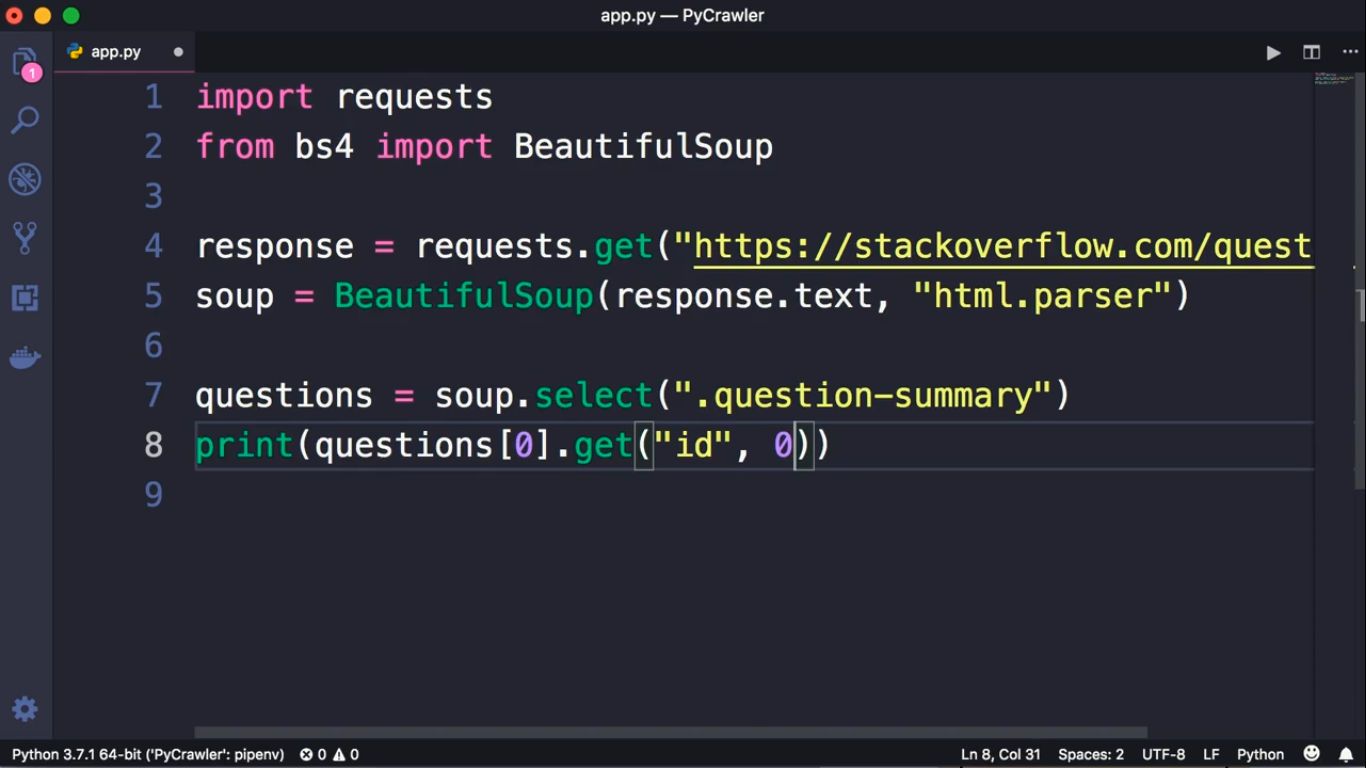 app.py — PyCrawler
app.py
1
1 import requests
2 from bs4 import BeautifulSoup
3
4 response = requests.get("https://stackoverflow.com/quest
5 soup = BeautifulSoup(response.text, "html.parser")
6
7 questions = soup.select(".question-summary")
8 print(questions[0].get("id", 0))
9
Python 3.7.1 64-bit ('PyCrawler': pipenv) 0 0 Ln 8, Col 31 Spaces: 2 UTF-8 LF Python